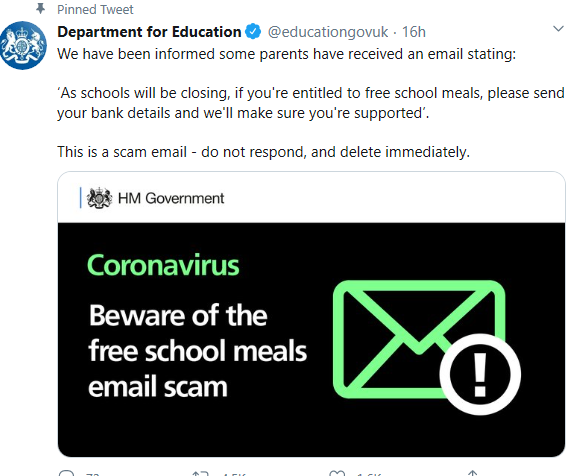 Pinned Tweet
Department for Education @educationgovuk · 16h
We have been informed some parents have received an email stating:
‘As schools will be closing, if you're entitled to free school meals, please send
your bank details and we'll make sure you're supported’.
This is a scam email - do not respond, and delete immediately.
HM Government
Coronavirus
Beware of the
free school meals
email scam
!